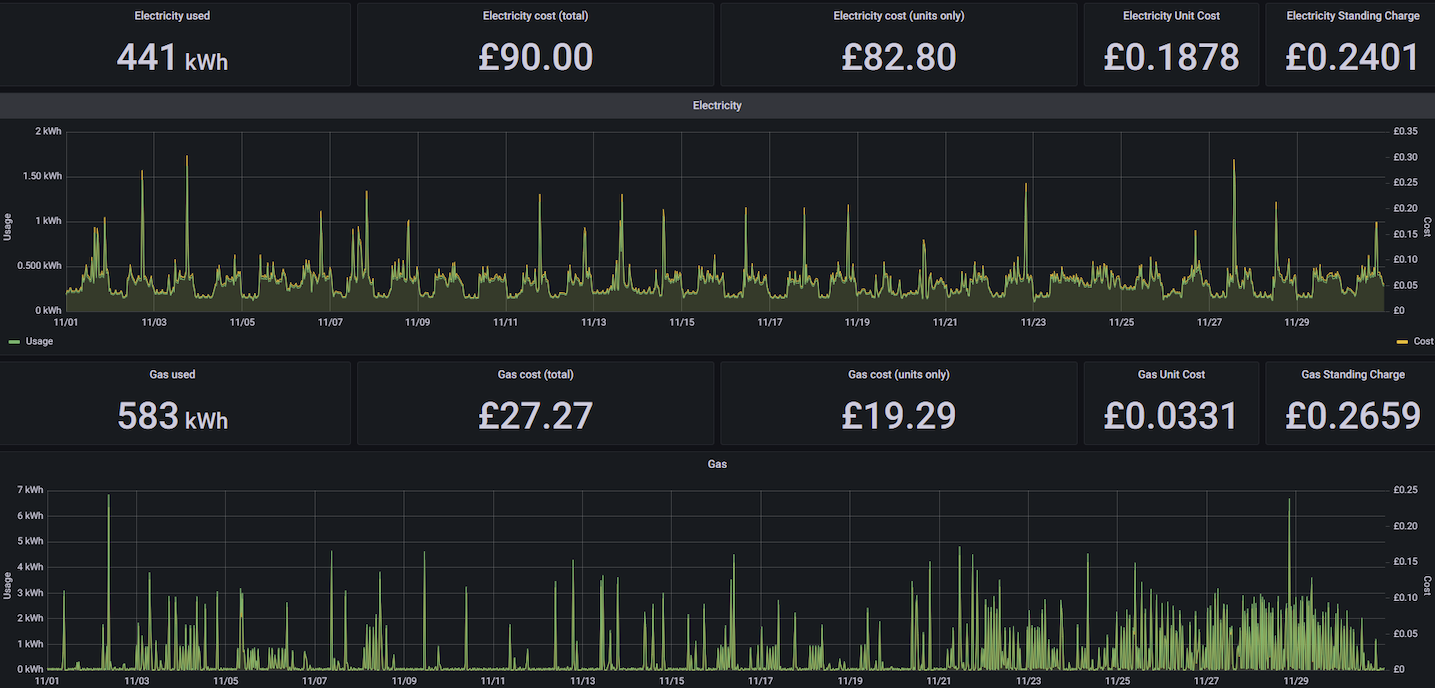 Electricity used
Electricity cost (total)
Electricity cost (units only)
Electricity Unit Cost
Electricity Standing Charge
441 kWh
£90.00
£82.80
£0.1878
£0.2401
Electricity
2 kWh
1.50 kWh
1 kWh
0.500 kWh
0 kWh
Usage
£0.35
£0.30
£0.25
£0.20
£0.15
£0.10
£0.05
£0
Cost
11/01 11/03 11/05 11/07 11/09 11/11 11/13 11/15 11/17 11/19 11/21 11/23 11/25 11/27 11/29
Usage
Cost
Gas used
Gas cost (total)
Gas cost (units only)
Gas Unit Cost
Gas Standing Charge
583 kWh
£27.27
£19.29
£0.0331
£0.2659
Gas
7 kWh
6 kWh
5 kWh
4 kWh
3 kWh
2 kWh
1 kWh
0 kWh
Usage
£0.25
£0.20
£0.15
£0.10
£0.05
£0
Cost
11/01 11/03 11/05 11/07 11/09 11/11 11/13 11/15 11/17 11/19 11/21 11/23 11/25 11/27 11/29